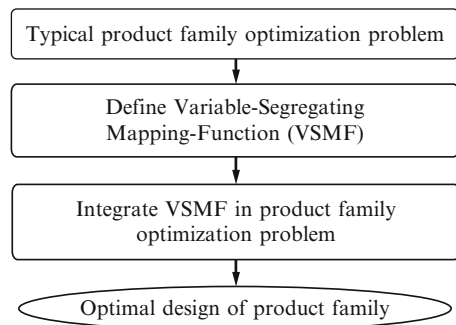 Typical product family optimization problem
Define Variable-Segregating
Mapping-Function (VSMF)
Integrate VSMF in product family
optimization problem
Optimal design of product family